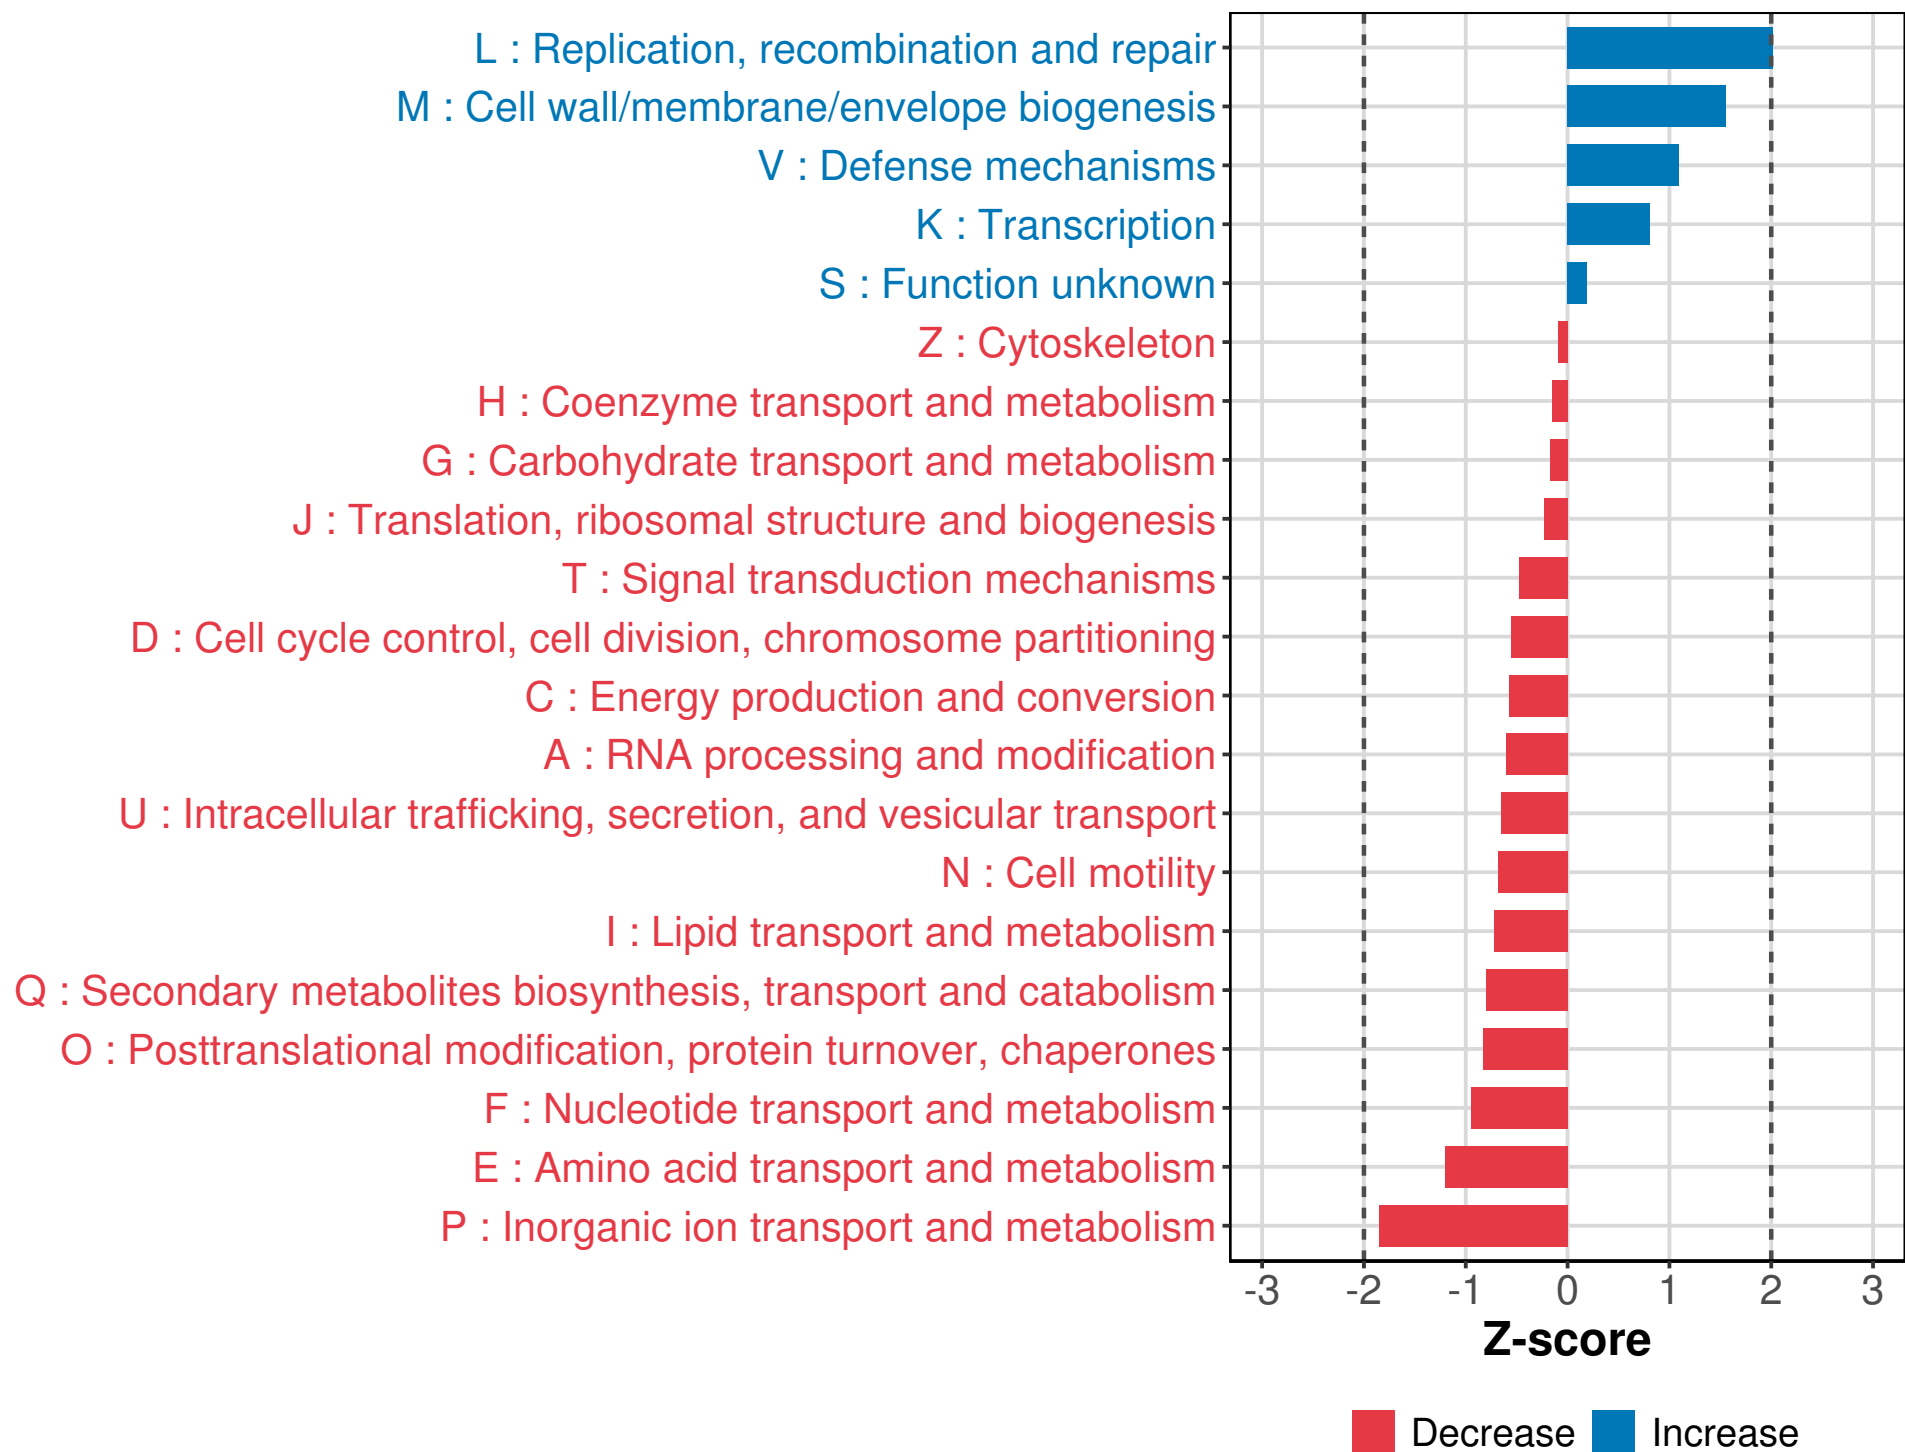 L : Replication, recombination and repair
M : Cell wall/membrane/envelope biogenesis
V : Defense mechanisms
K : Transcription
S : Function unknown
Z : Cytoskeleton
H : Coenzyme transport and metabolism
G : Carbohydrate transport and metabolism
J : Translation, ribosomal structure and biogenesis
T : Signal transduction mechanisms
D : Cell cycle control, cell division, chromosome partitioning
C : Energy production and conversion
A : RNA processing and modification
U : Intracellular trafficking, secretion, and vesicular transport
N : Cell motility
I : Lipid transport and metabolism
Q : Secondary metabolites biosynthesis, transport and catabolism
O : Posttranslational modification, protein turnover, chaperones
F : Nucleotide transport and metabolism
E : Amino acid transport and metabolism
P : Inorganic ion transport and metabolism
-3 -2 -1 0 1 2 3
Z-score
Decrease Increase